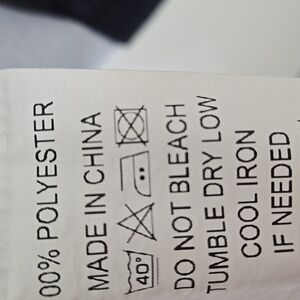 00% POLYESTER
MADE IN CHINA
40°
DO NOT BLEACH
TUMBLE DRY LOW
COOL IRON
IF NEEDED